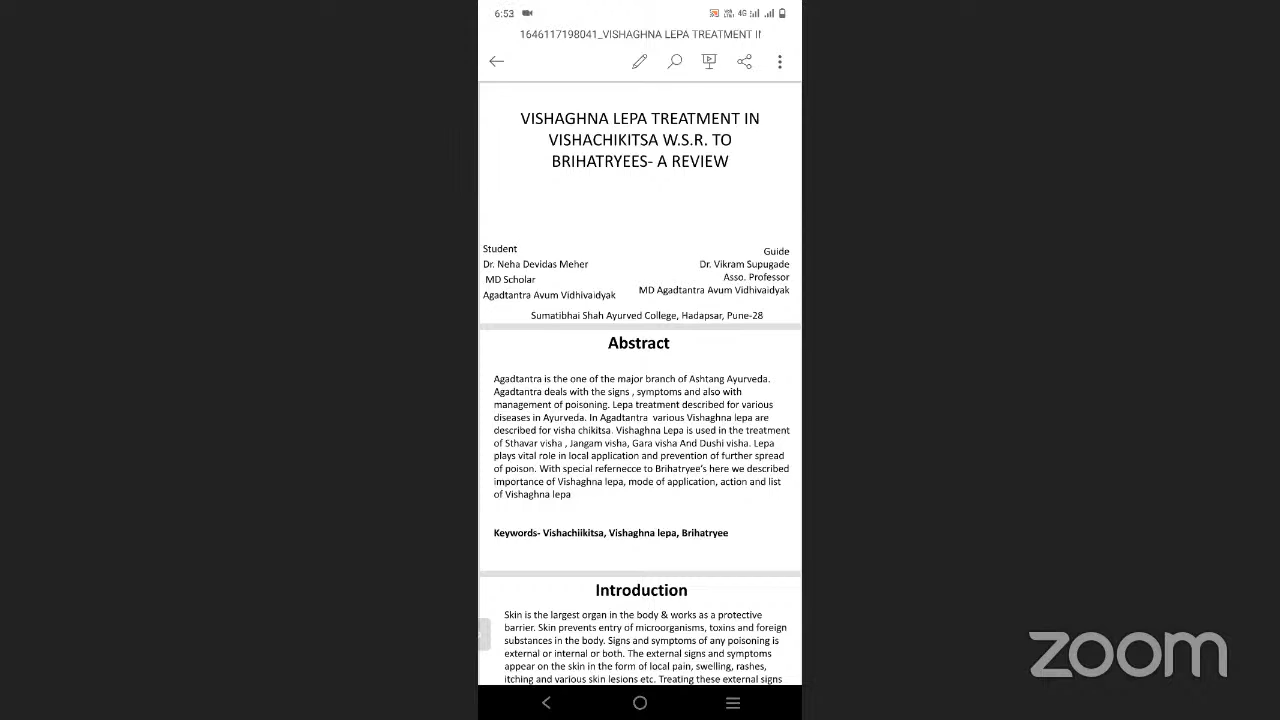 6:53
4G
1646117198041_VISHAGHNA LEPA TREATMENT IN
VISHAGHNA LEPA TREATMENT IN
VISHACHIKITSA W.S.R. TO
BRIHATRYEES- A REVIEW
Student
Dr. Neha Devidas Meher
MD Scholar
Agadtantra Avum Vidhivaidyak
Guide
Dr. Vikram Supugade
Asso. Professor
MD Agadtantra Avum Vidhivaidyak
Sumatibhai Shah Ayurved College, Hadapsar, Pune-28
Abstract
Agadtantra is the one of the major branch of Ashtang Ayurveda.
Agadtantra deals with the signs , symptoms and also with
management of poisoning. Lepa treatment described for various
diseases in Ayurveda. In Agadtantra various Vishaghna lepa are
described for visha chikitsa. Vishaghna Lepa is used in the treatment
of Sthavar visha , Jangam visha, Gara visha And Dushi visha. Lepa
plays vital role in local application and prevention of further spread
of poison. With special refernecce to Brihatryee's here we described
importance of Vishaghna lepa, mode of application, action and list
of Vishaghna lepa
Keywords- Vishachiikitsa, Vishaghna lepa, Brihatryee
Introduction
Skin is the largest organ in the body & works as a protective
barrier. Skin prevents entry of microorganisms, toxins and foreign
substances in the body. Signs and symptoms of any poisoning is
external or internal or both. The external signs and symptoms
appear on the skin in the form of local pain, swelling, rashes,
itching and various skin lesions etc. Treating these external signs
zoom